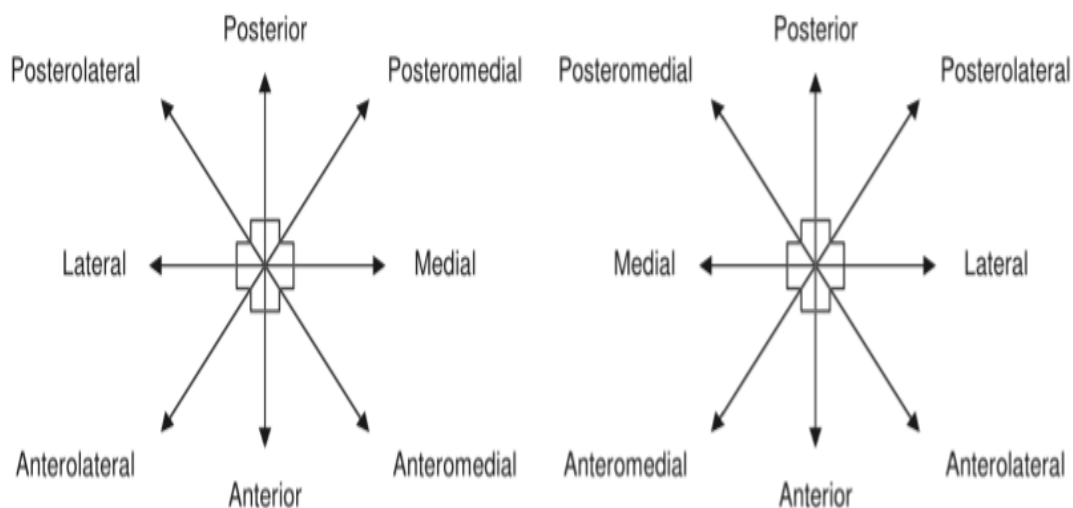 Posterior
Posterolateral
Posteromedial
Lateral
Medial
Anterolateral
Anteromedial
Anterior
Posterior
Posteromedial
Posterolateral
Medial
Lateral
Anteromedial
Anterolateral
Anterior